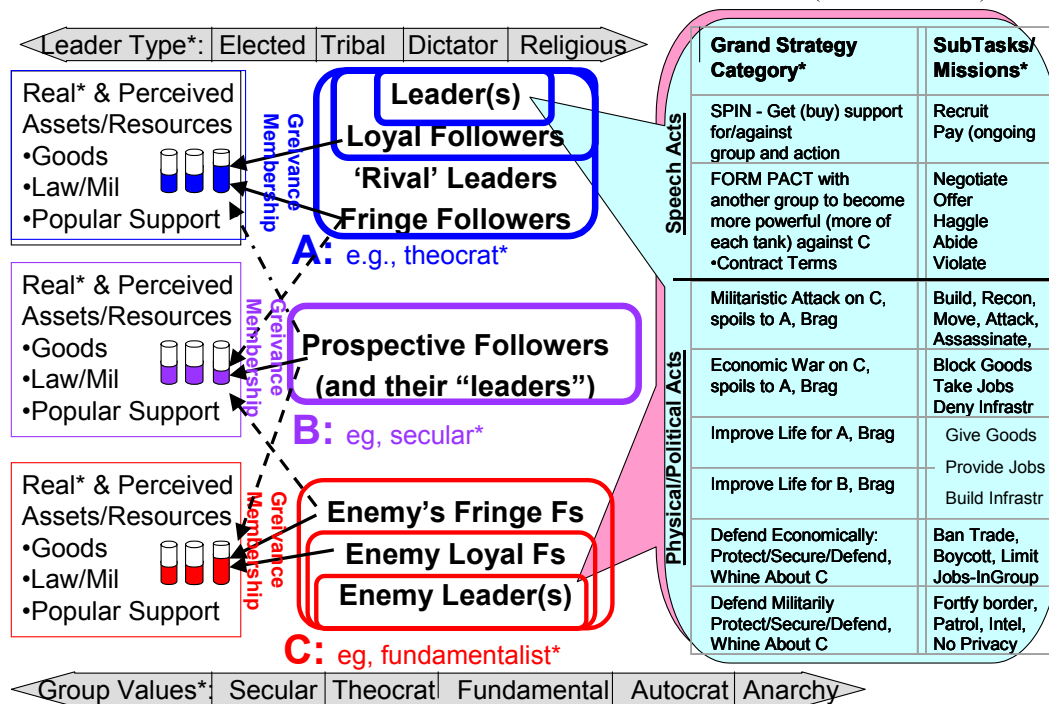 Leader Type*: Elected Tribal Dictator Religious
Real* & Perceived
Assets/Resources
•Goods
•Law/Mil
•Popular Support
Greivance
Membership
Leader(s)
Loyal Followers
‘Rival’ Leaders
Fringe Followers
A: e.g., theocrat*
Real* & Perceived
Assets/Resources
•Goods
•Law/Mil
•Popular Support
Greivance
Membership
Prospective Followers
(and their “leaders”)
B: eg, secular*
Real* & Perceived
Assets/Resources
•Goods
•Law/Mil
•Popular Support
Greivance
Membership
Enemy’s Fringe Fs
Enemy Loyal Fs
Enemy Leader(s)
C: eg, fundamentalist*
Group Values*: Secular Theocrat Fundamental Autocrat Anarchy
Grand Strategy
Category*
SubTasks/
Missions*
Speech Acts
SPIN - Get (buy) support
for/against
group and action
Recruit
Pay (ongoing
FORM PACT with
another group to become
more powerful (more of
each tank) against C
•Contract Terms
Negotiate
Offer
Haggle
Abide
Violate
Physical/Political Acts
Militaristic Attack on C,
spoils to A, Brag
Build, Recon,
Move, Attack,
Assassinate,
Economic War on C,
spoils to A, Brag
Block Goods
Take Jobs
Deny Infrastr
Improve Life for A, Brag
Give Goods
Provide Jobs
Improve Life for B, Brag
Build Infrastr
Defend Economically:
Protect/Secure/Defend,
Whine About C
Ban Trade,
Boycott, Limit
Jobs-InGroup
Defend Militarily
Protect/Secure/Defend,
Whine About C
Fortfy border,
Patrol, Intel,
No Privacy